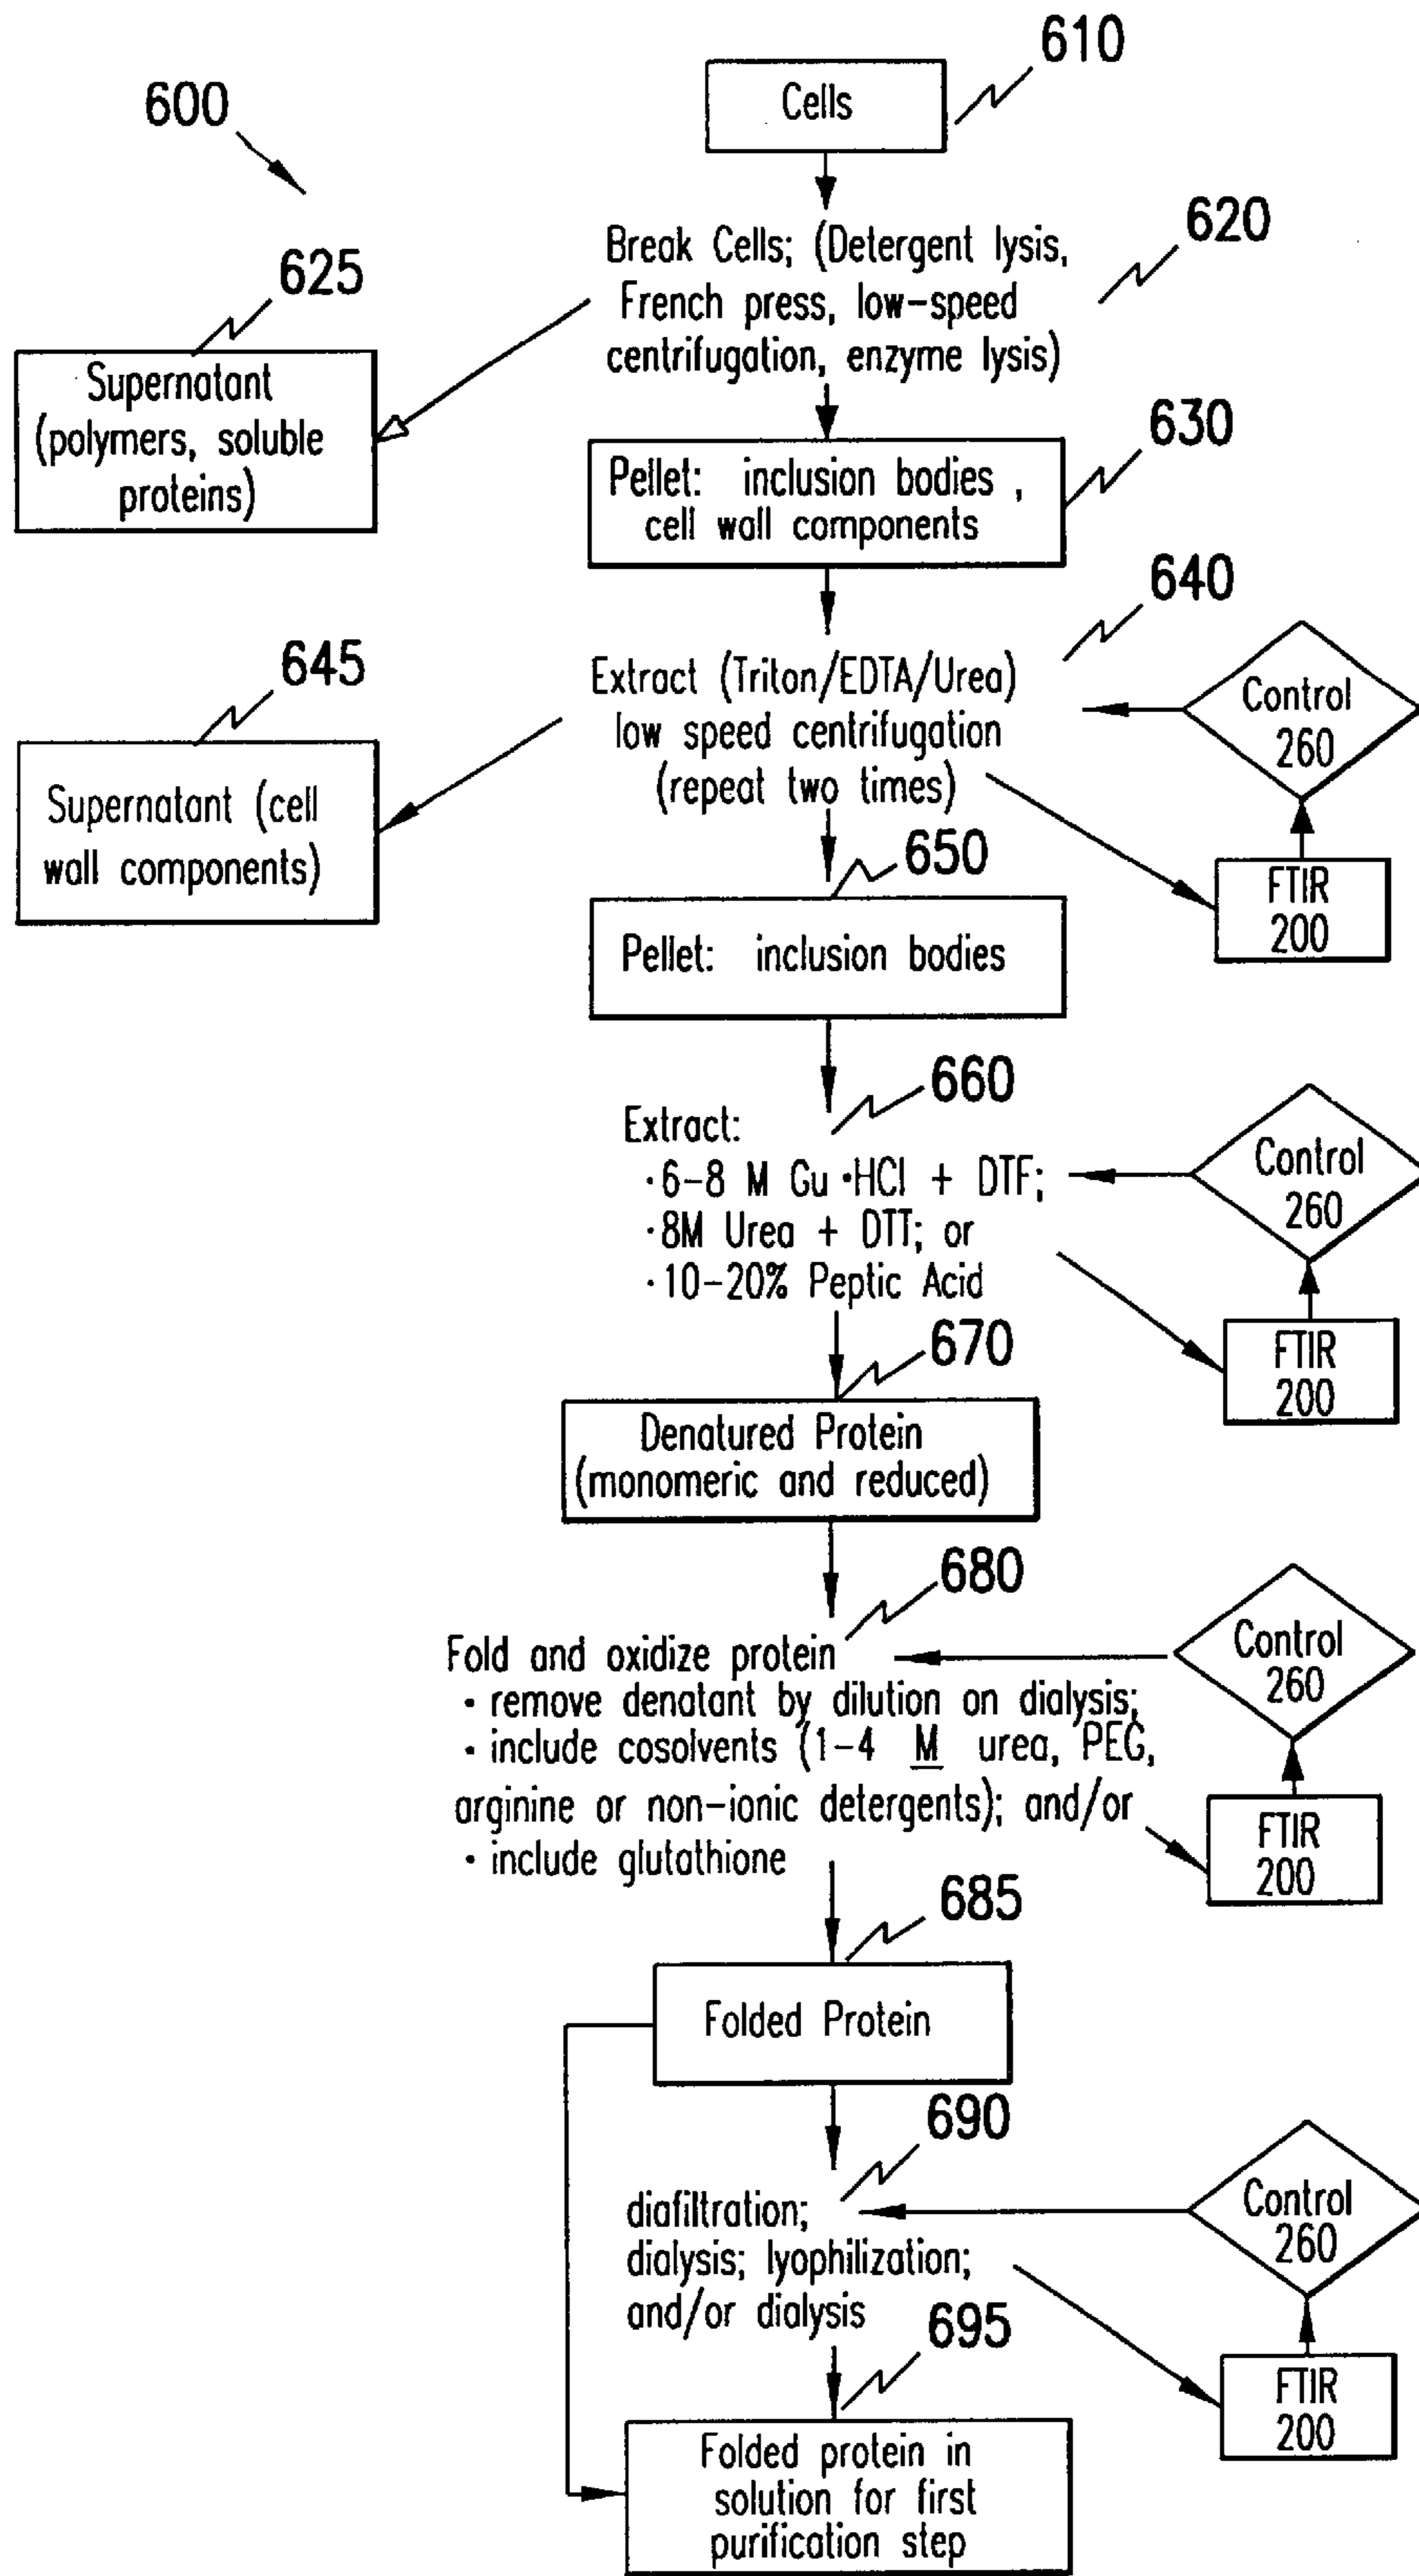 610
Cells
600
620
Break Cells; (Detergent lysis,
French press, low-speed
centrifugation, enzyme lysis)
625
Supernatant
(polymers, soluble
proteins)
630
Pellet: inclusion bodies ,
cell wall components
640
Extract (Triton/EDTA/Urea)
low speed centrifugation
(repeat two times)
Control
260
FTIR
200
645
Supernatant (cell
wall components)
650
Pellet: inclusion bodies
660
Extract:
·6-8 M Gu •HCl + DTF;
·8M Urea + DTT; or
·10-20% Peptic Acid
Control
260
FTIR
200
670
Denatured Protein
(monomeric and reduced)
680
Fold and oxidize protein
· remove denatant by dilution on dialysis;
· include cosolvents (1-4 M urea, PEG,
arginine or non-ionic detergents); and/or
· include glutathione
Control
260
FTIR
200
685
Folded Protein
690
diafiltration;
dialysis; lyophilization;
and/or dialysis
Control
260
FTIR
200
695
Folded protein in
solution for first
purification step